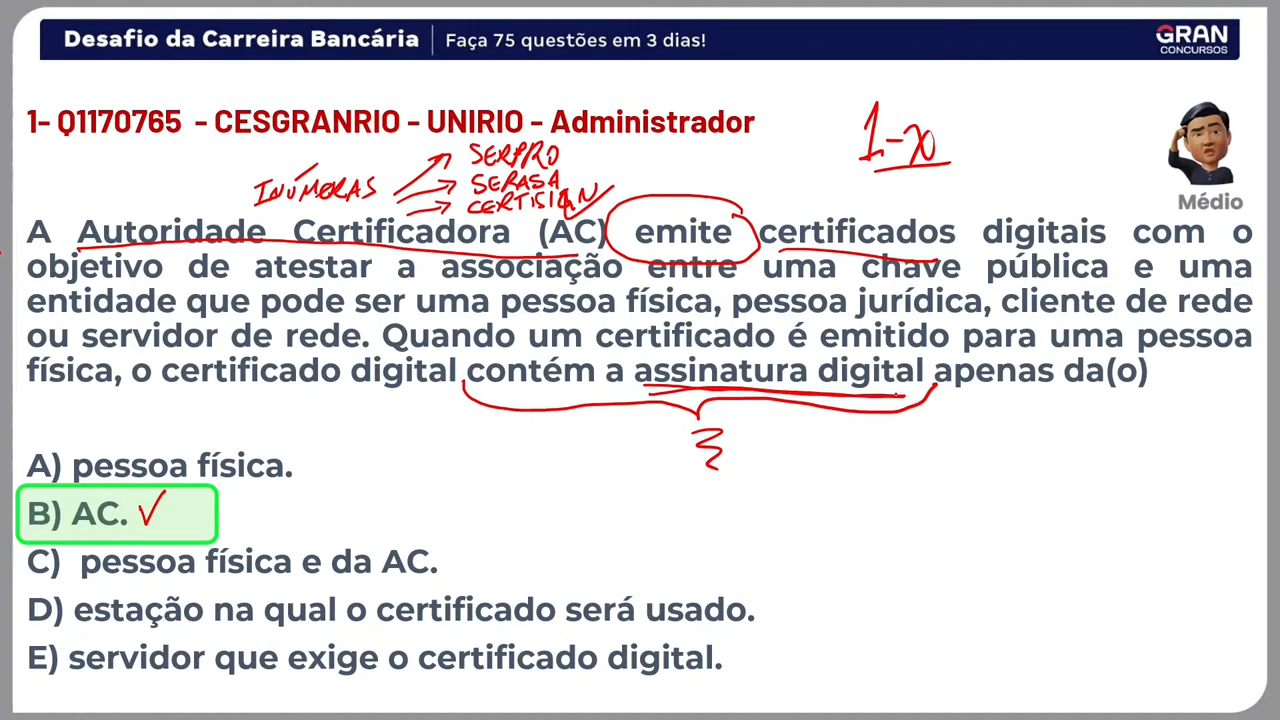 Desafio da Carreira Bancária | Faça 75 questões em 3 dias!
GRAN
CONCURSOS
1- Q1170765 - CESGRANRIO - UNIRIO - Administrador
Médio
INÚMERAS
SERPRO
SERASA
CERTISIGN
A Autoridade Certificadora (AC) emite certificados digitais com o
objetivo de atestar a associação entre uma chave pública e uma
entidade que pode ser uma pessoa física, pessoa jurídica, cliente de rede
ou servidor de rede. Quando um certificado é emitido para uma pessoa
física, o certificado digital contém a assinatura digital apenas da(o)
A) pessoa física.
B) AC.
C) pessoa física e da AC.
D) estação na qual o certificado será usado.
E) servidor que exige o certificado digital.